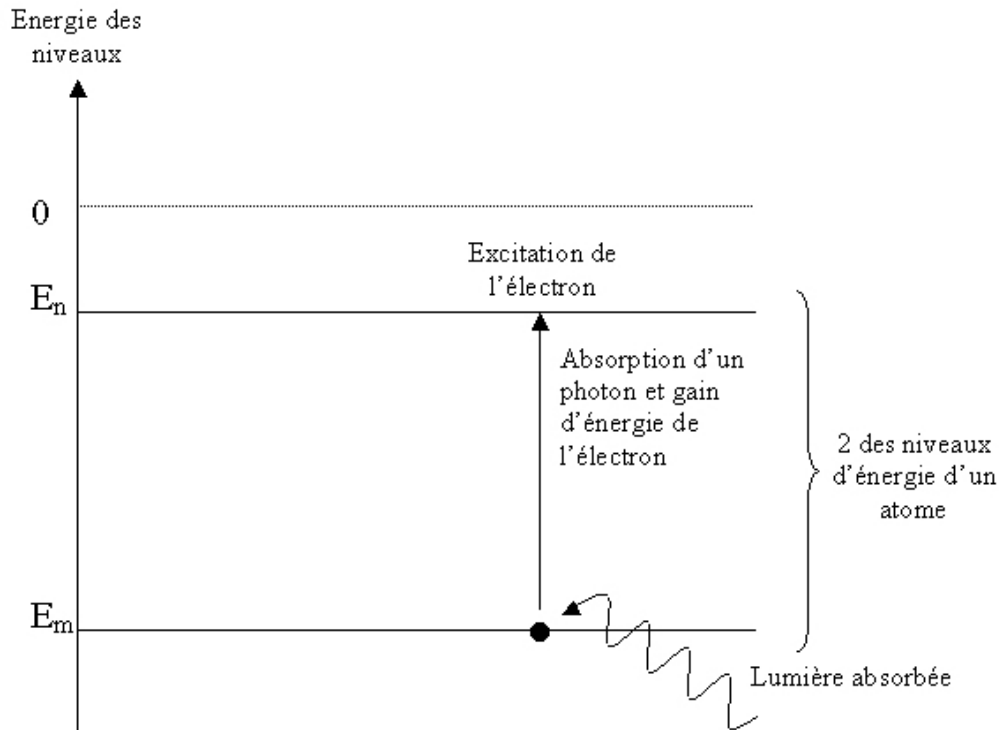 Energie des
niveaux
0
Excitation de
l'électron
En
Absorption d'un
photon et gain
d'énergie de
l'électron
2 des niveaux
d'énergie d'un
atome
Em
Lumière absorbée